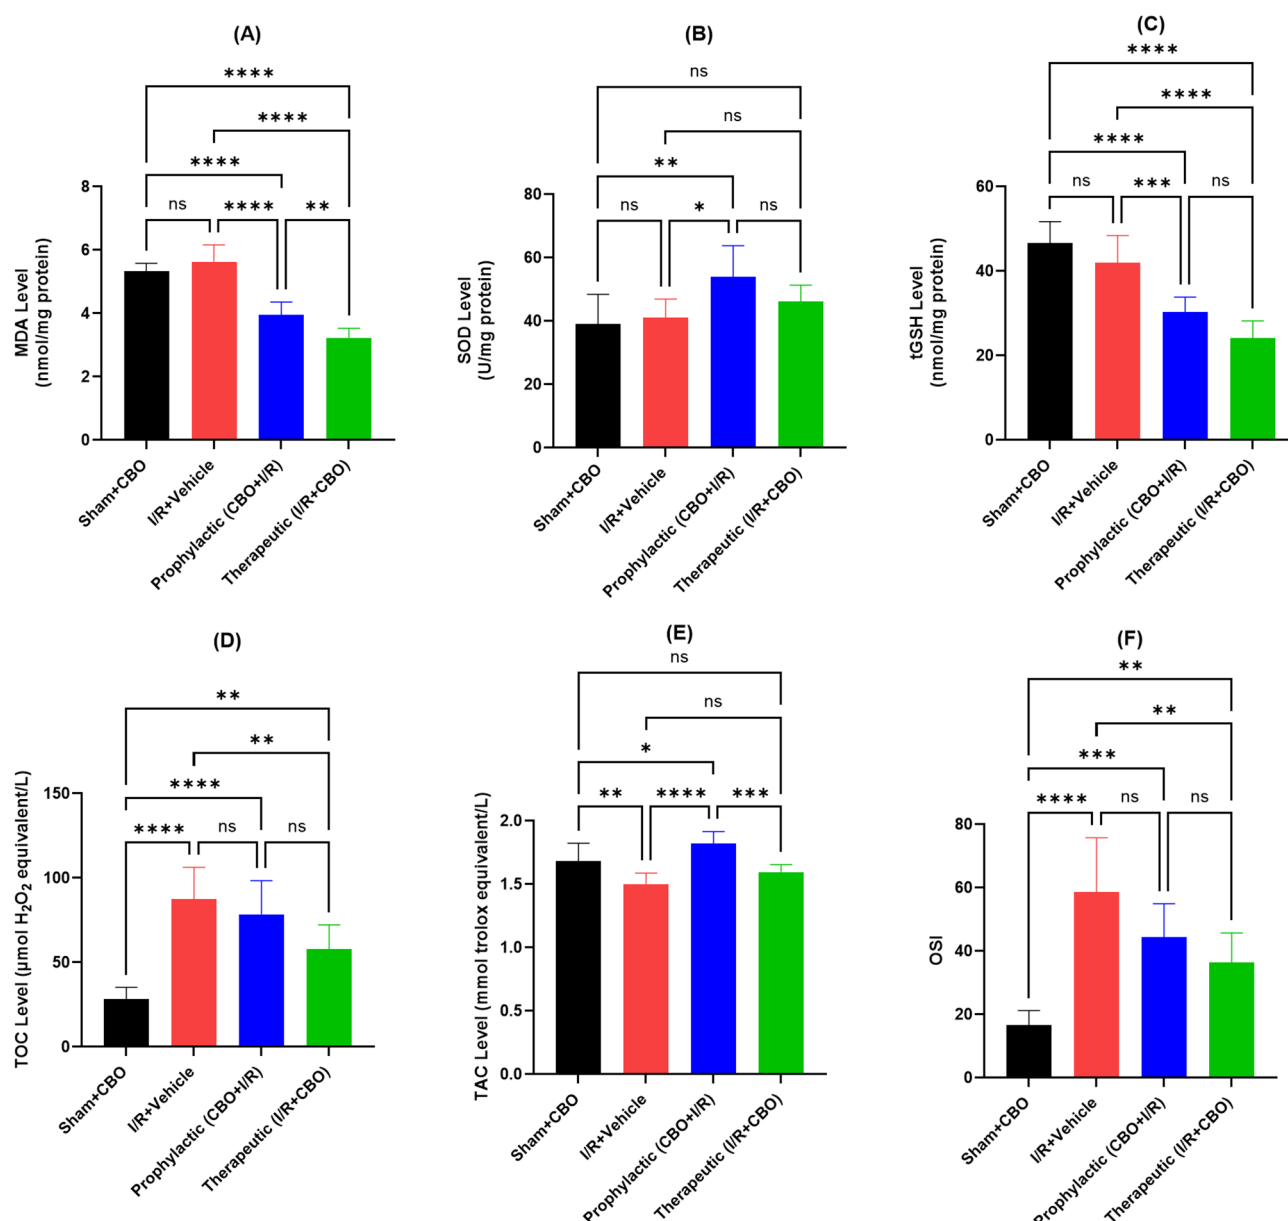 (A)
****
****
****
ns
****
**
MDA Level
(nmol/mg protein)
8
6
4
2
0
Sham+CBO
I/R+Vehicle
Prophylactic (CBO+I/R)
Therapeutic (I/R+CBO)
(B)
ns
ns
**
ns
*
ns
SOD Level
(U/mg protein)
80
60
40
20
0
Sham+CBO
I/R+Vehicle
Prophylactic (CBO+I/R)
Therapeutic (I/R+CBO)
(C)
****
****
****
ns
***
ns
tGSH Level
(nmol/mg protein)
60
40
20
0
Sham+CBO
I/R+Vehicle
Prophylactic (CBO+I/R)
Therapeutic (I/R+CBO)
(D)
**
**
****
****
ns
ns
TOC Level (µmol H₂O₂ equivalent/L)
150
100
50
0
Sham+CBO
I/R+Vehicle
Prophylactic (CBO+I/R)
Therapeutic (I/R+CBO)
(E)
ns
ns
*
**
****
***
TAC Level (mmol trolox equivalent/L)
2.0
1.5
1.0
0.5
0.0
Sham+CBO
I/R+Vehicle
Prophylactic (CBO+I/R)
Therapeutic (I/R+CBO)
(F)
**
**
***
****
ns
ns
OSI
80
60
40
20
0
Sham+CBO
I/R+Vehicle
Prophylactic (CBO+I/R)
Therapeutic (I/R+CBO)